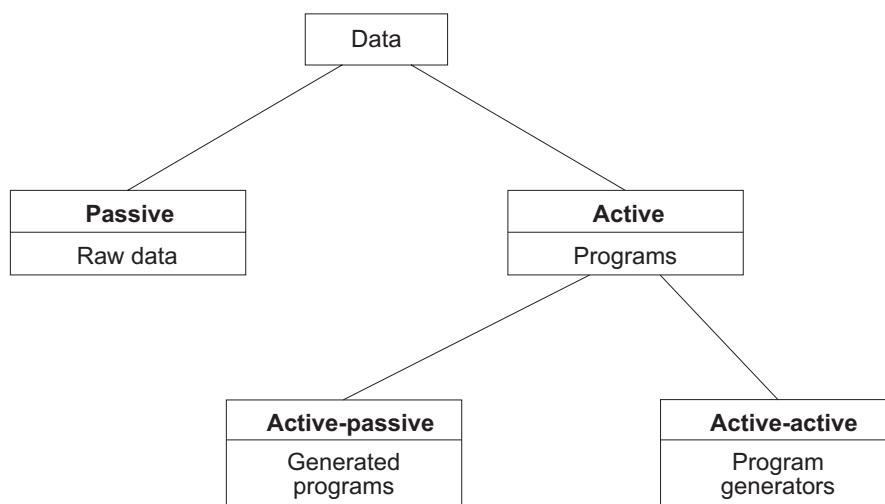 Data
Passive
Raw data
Active
Programs
Active-passive
Generated
programs
Active-active
Program
generators